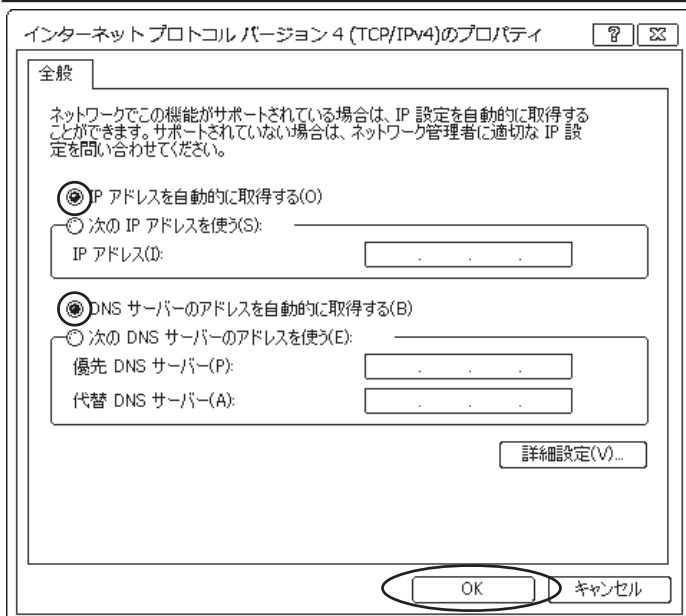 インターネット プロトコル バージョン 4 (TCP/IPv4)のプロパティ
全般
ネットワークでこの機能がサポートされている場合は、IP 設定を自動的に取得する
ことができます。サポートされていない場合は、ネットワーク管理者に適切な IP 設
定を問い合わせてください。
IP アドレスを自動的に取得する(O)
次の IP アドレスを使う(S):
IP アドレス(I):
DNS サーバーのアドレスを自動的に取得する(B)
次の DNS サーバーのアドレスを使う(E):
優先 DNS サーバー(P):
代替 DNS サーバー(A):
詳細設定(V)...
OK キャンセル